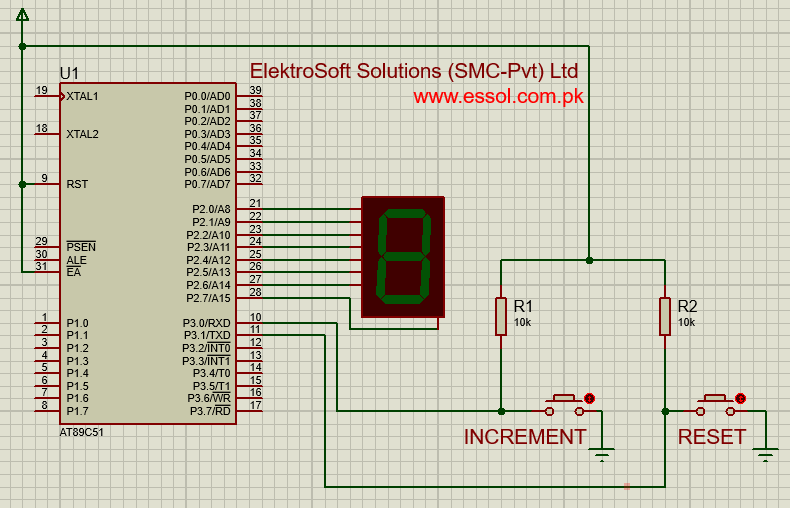 ElektroSoft Solutions (SMC-Pvt) Ltd
www.essol.com.pk
U1
19 XTAL1 P0.0/AD0 39
P0.1/AD1 38
P0.2/AD2 37
18 XTAL2 P0.3/AD3 36
P0.4/AD4 35
P0.5/AD5 34
P0.6/AD6 33
9 RST P0.7/AD7 32
P2.0/A8 21
P2.1/A9 22
P2.2/A10 23
29 PSEN P2.3/A11 24
30 ALE P2.4/A12 25
31 EA P2.5/A13 26
P2.6/A14 27
P2.7/A15 28
1 P1.0 P3.0/RXD 10
2 P1.1 P3.1/TXD 11
3 P1.2 P3.2/INT0 12
4 P1.3 P3.3/INT1 13
5 P1.4 P3.4/T0 14
6 P1.5 P3.5/T1 15
7 P1.6 P3.6/WR 16
8 P1.7 P3.7/RD 17
AT89C51
R1
10k
R2
10k
INCREMENT
RESET